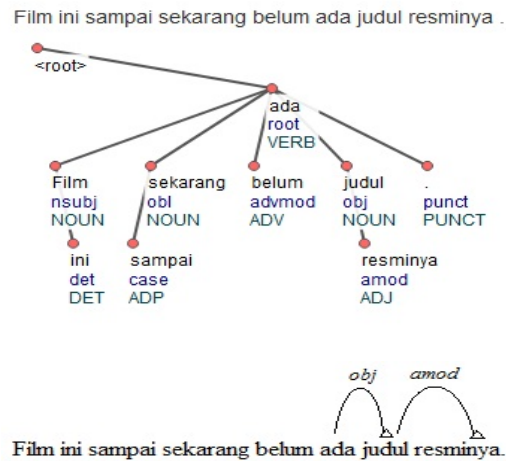 Film ini sampai sekarang belum ada judul resminya .
<root>
ada
root
VERB
Film sekarang belum judul .
nsubj obl advmod obj punct
NOUN NOUN ADV NOUN PUNCT
ini sampai resminya
det case amod
DET ADP ADJ
obj amod
Film ini sampai sekarang belum ada judul resminya.